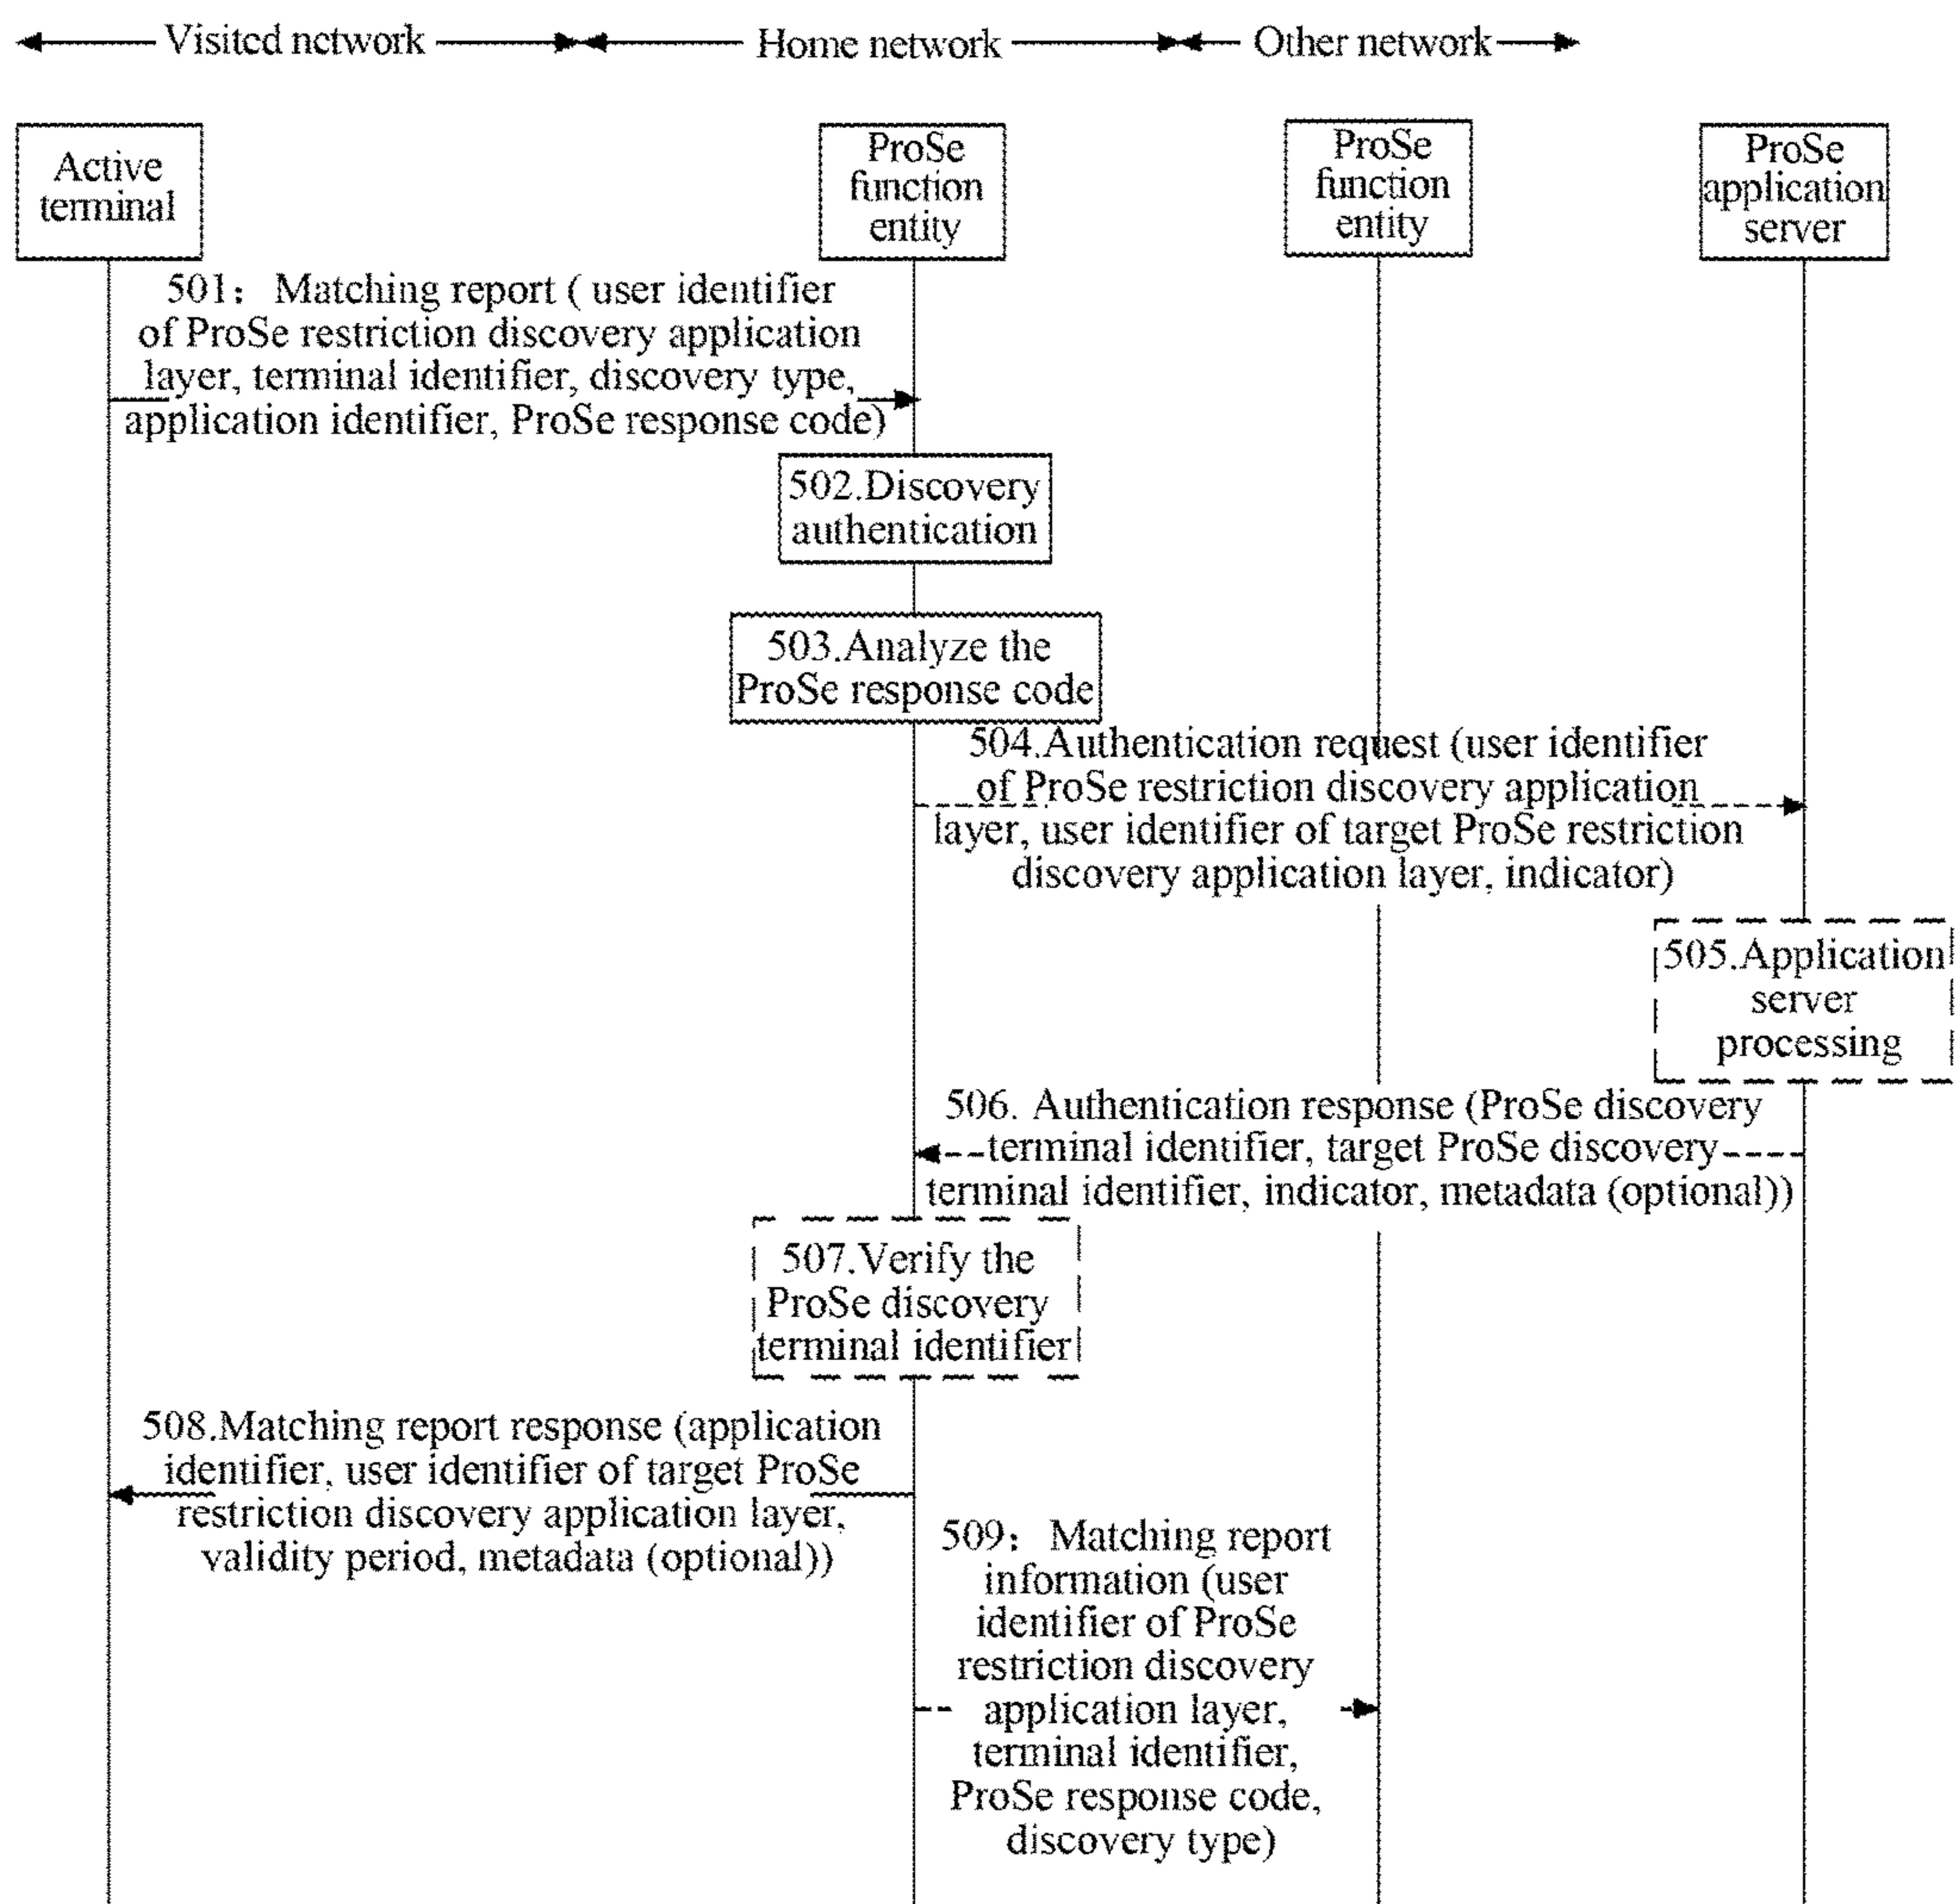 Visited network
Home network
Other network
Active
terminal
ProSe
function
entity
ProSe
function
entity
ProSe
application
server
501: Matching report ( user identifier
of ProSe restriction discovery application
layer, terminal identifier, discovery type,
application identifier, ProSe response code)
502.Discovery
authentication
503.Analyze the
ProSe response code
504.Authentication request (user identifier
of ProSe restriction discovery application
layer, user identifier of target ProSe restriction
discovery application layer, indicator)
505.Application
server
processing
506. Authentication response (ProSe discovery
terminal identifier, target ProSe discovery
terminal identifier, indicator, metadata (optional))
507.Verify the
ProSe discovery
terminal identifier
508.Matching report response (application
identifier, user identifier of target ProSe
restriction discovery application layer,
validity period, metadata (optional))
509: Matching report
information (user
identifier of ProSe
restriction discovery
application layer,
terminal identifier,
ProSe response code,
discovery type)